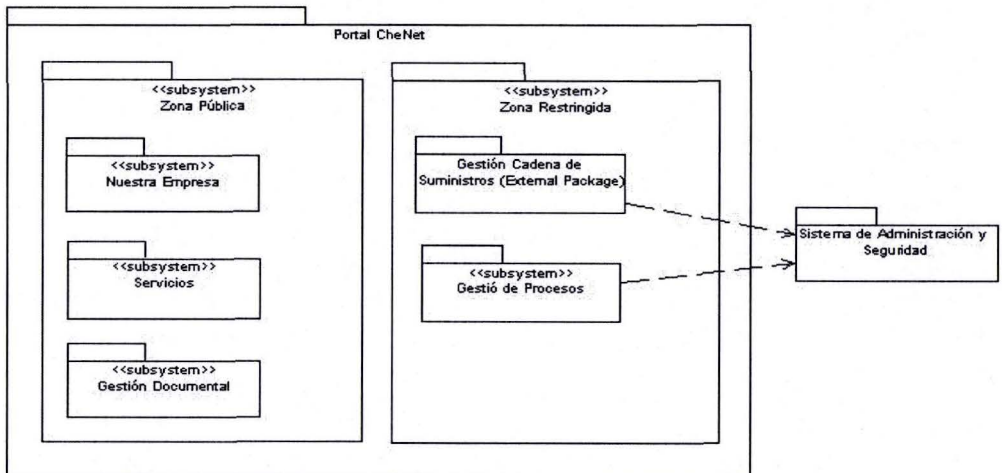 Portal CheNet
<<subsystem>>
Zona Pública
<<subsystem>>
Nuestra Empresa
<<subsystem>>
Servicios
<<subsystem>>
Gestión Documental
<<subsystem>>
Zona Restringida
Gestión Cadena de
Suministros (External Package)
<<subsystem>>
Gestió de Procesos
Sistema de Administración y
Seguridad